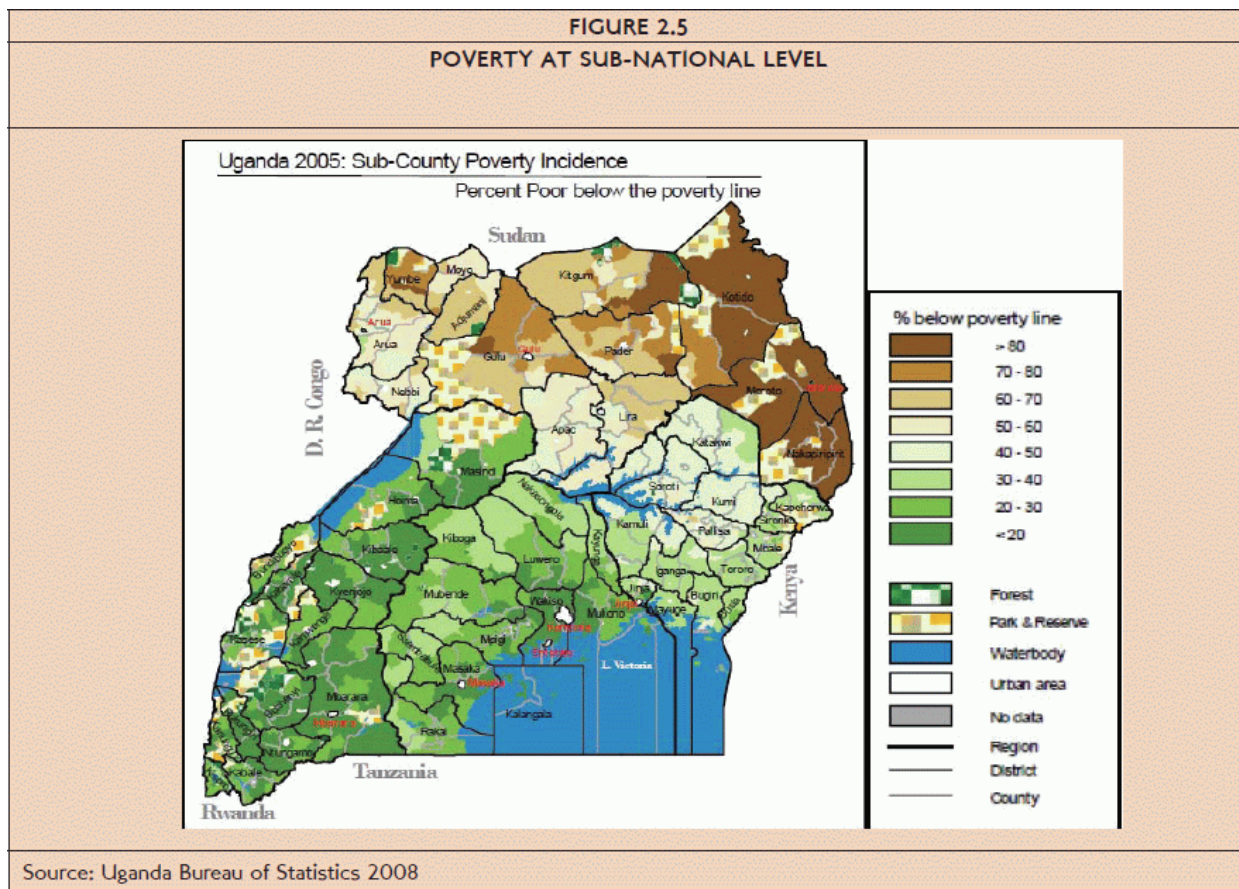 FIGURE 2.5
POVERTY AT SUB-NATIONAL LEVEL
Uganda 2005: Sub-County Poverty Incidence
Percent Poor below the poverty line
Sudan
Yumbe
Moyo
Kitgum
Kotido
Adjumani
Arua
Arua
Gulu
Gulu
Pader
Moroto
Nebbi
Lira
Apac
Katakwi
Nakapiripirit
D. R. Congo
Masindi
Soroti
Kumi
Hoima
Nakasongola
Kapchorwa
Sironko
Kamuli
Pallisa
Mbale
Kiboga
Kayunga
Kibaale
Luwero
Iganga
Tororo
Kyenjojo
Mubende
Jinja
Bugiri
Kenya
Wakiso
Mukono
Jinja
Mayuge
Kasese
Mpigi
Masaka
L. Victoria
Mbarara
Masaka
Kalangala
Mbarara
Rakai
Ntungamo
Kabale
Tanzania
Rwanda
% below poverty line
> 80
70 - 80
60 - 70
50 - 60
40 - 50
30 - 40
20 - 30
<20
Forest
Park & Reserve
Waterbody
Urban area
No data
Region
District
County
Source: Uganda Bureau of Statistics 2008